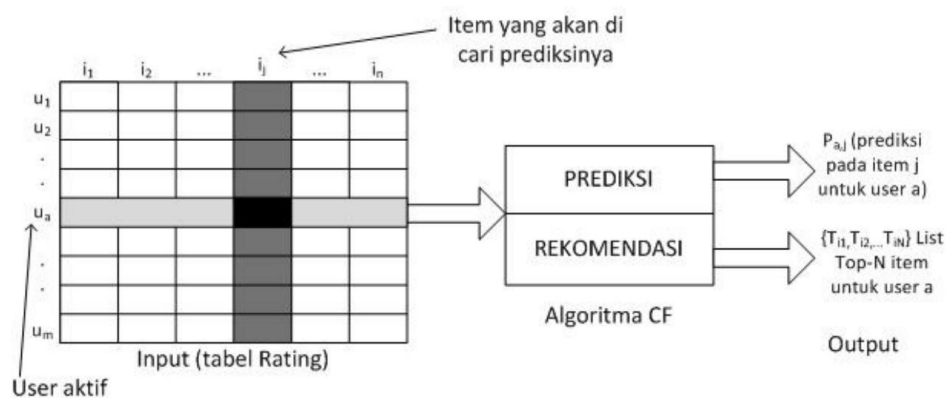 Item yang akan di
cari prediksinya
i1 i2 ... ij ... in
u1
u2
.
.
ua
.
.
um
Input (tabel Rating)
User aktif
PREDIKSI
REKOMENDASI
Algoritma CF
Pa,j (prediksi
pada item j
untuk user a)
{Ti1,Ti2,...TiN} List
Top-N item
untuk user a
Output